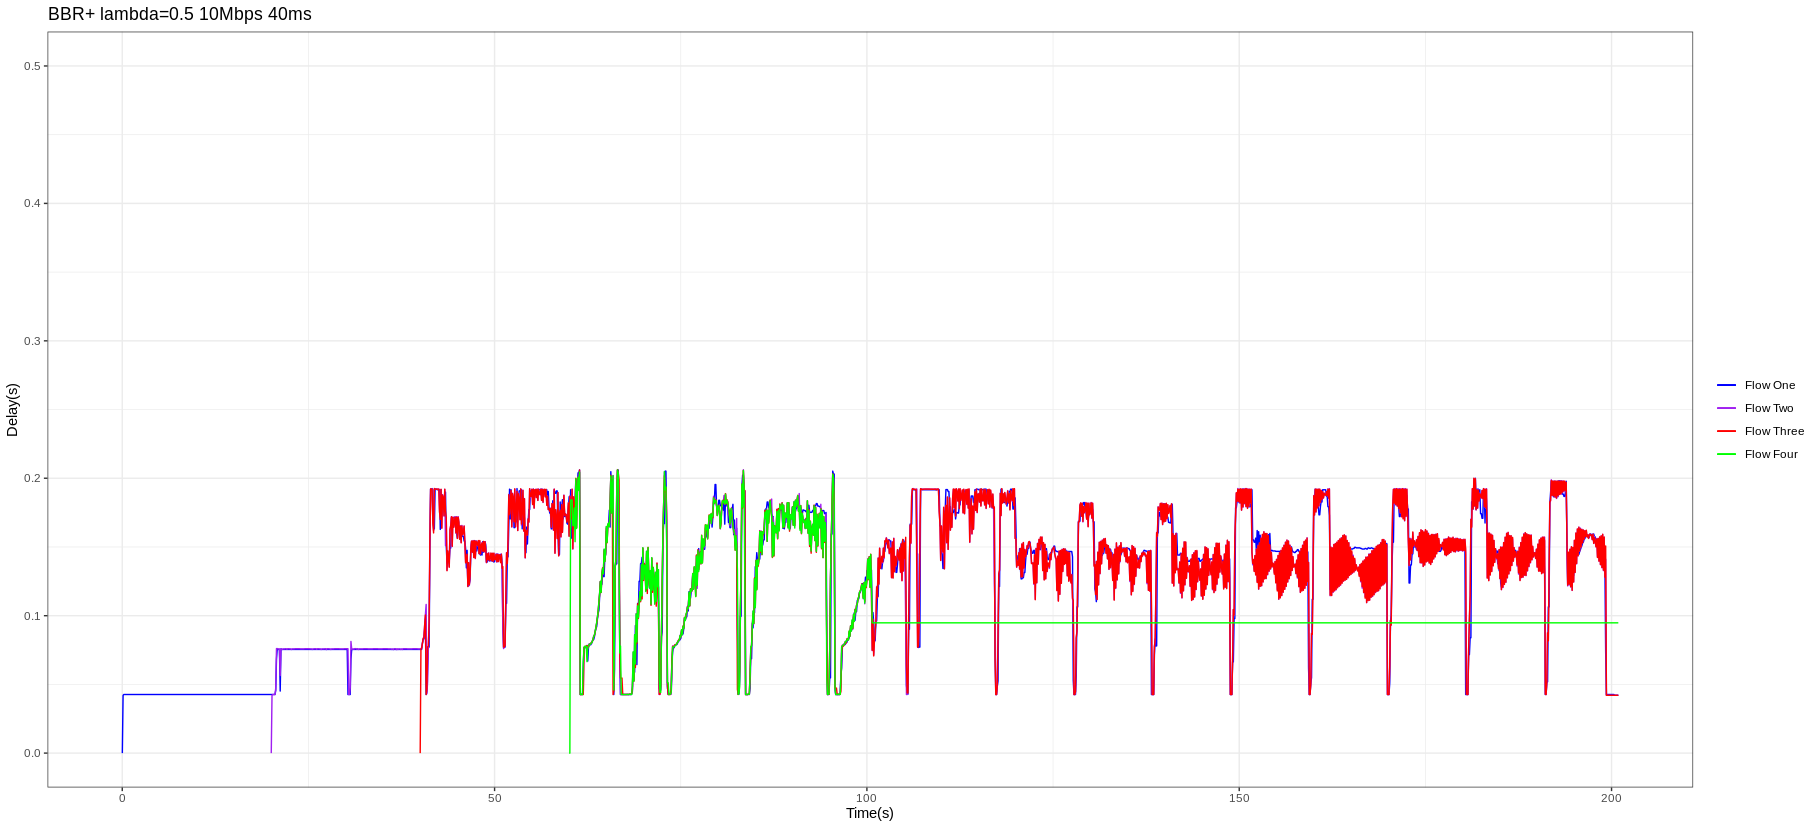 BBR+ lambda=0.5 10Mbps 40ms
0.5
0.4
0.3
0.2
0.1
0.0
Delay(s)
0 50 100 150 200
Time(s)
Flow One
Flow Two
Flow Three
Flow Four